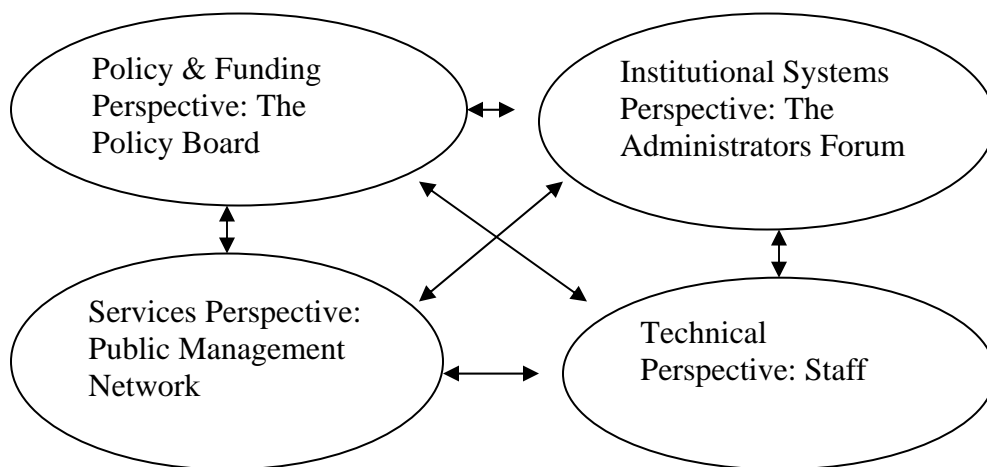 Policy & Funding
Perspective: The
Policy Board
Institutional Systems
Perspective: The
Administrators Forum
Services Perspective:
Public Management
Network
Technical
Perspective: Staff